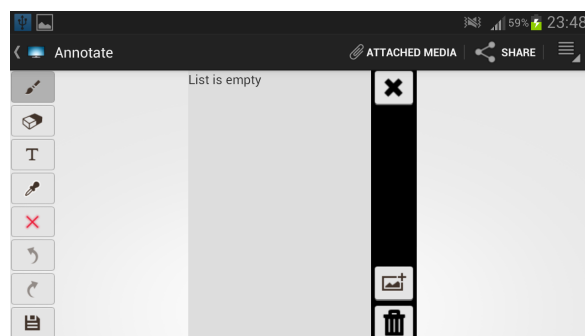 59% 23:48
Annotate ATTACHED MEDIA SHARE
List is empty
T